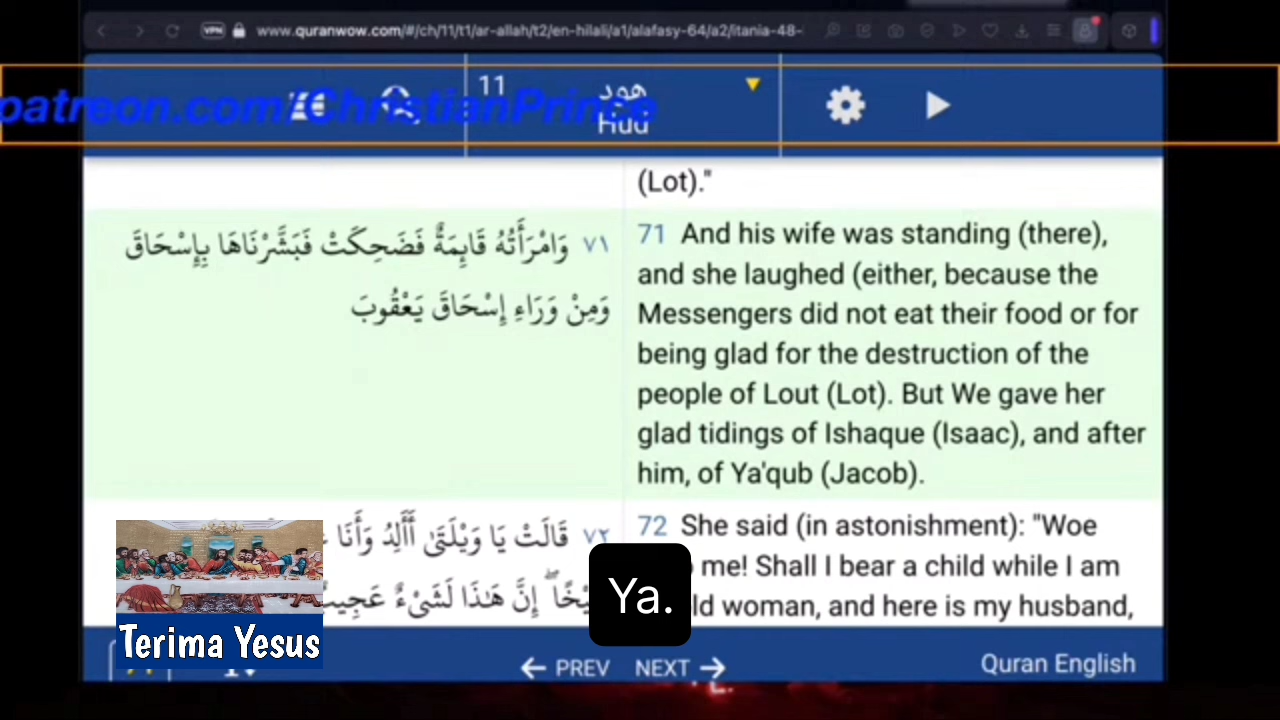 VPN
www.quranwow.com/#/ch/11/t1/ar-allah/t2/en-hilali/a1/alafasy-64/a2/itania-48-
patreon.com/ChristianPrince
11
هود
Hud
(Lot)."
٧١ وَامْرَأَتُهُ قَائِمَةٌ فَضَحِكَتْ فَبَشَّرْنَاهَا بِإِسْحَاقَ
وَمِنْ وَرَاءِ إِسْحَاقَ يَعْقُوبَ
71 And his wife was standing (there),
and she laughed (either, because the
Messengers did not eat their food or for
being glad for the destruction of the
people of Lout (Lot). But We gave her
glad tidings of Ishaque (Isaac), and after
him, of Ya'qub (Jacob).
٧٢ قَالَتْ يَا وَيْلَتَىٰ أَأَلِدُ وَأَنَا
إِنَّ هَٰذَا لَشَيْءٌ عَجِيبٌ
72 She said (in astonishment): "Woe
me! Shall I bear a child while I am
ld woman, and here is my husband,
Ya.
Terima Yesus
← PREV NEXT →
Quran English